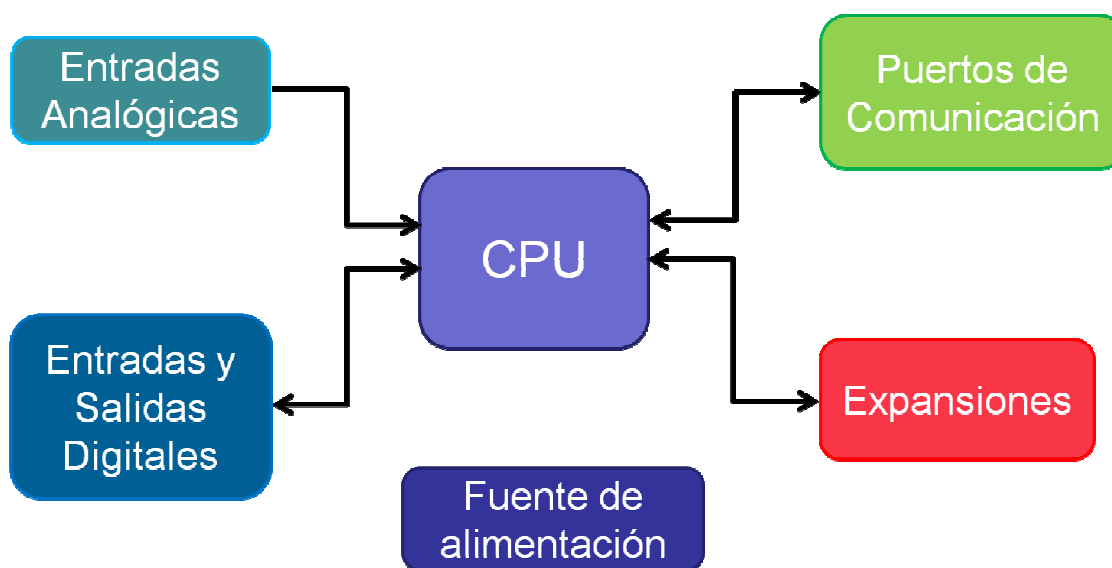 Entradas
Analógicas
Puertos de
Comunicación
CPU
Entradas y
Salidas
Digitales
Expansiones
Fuente de
alimentación